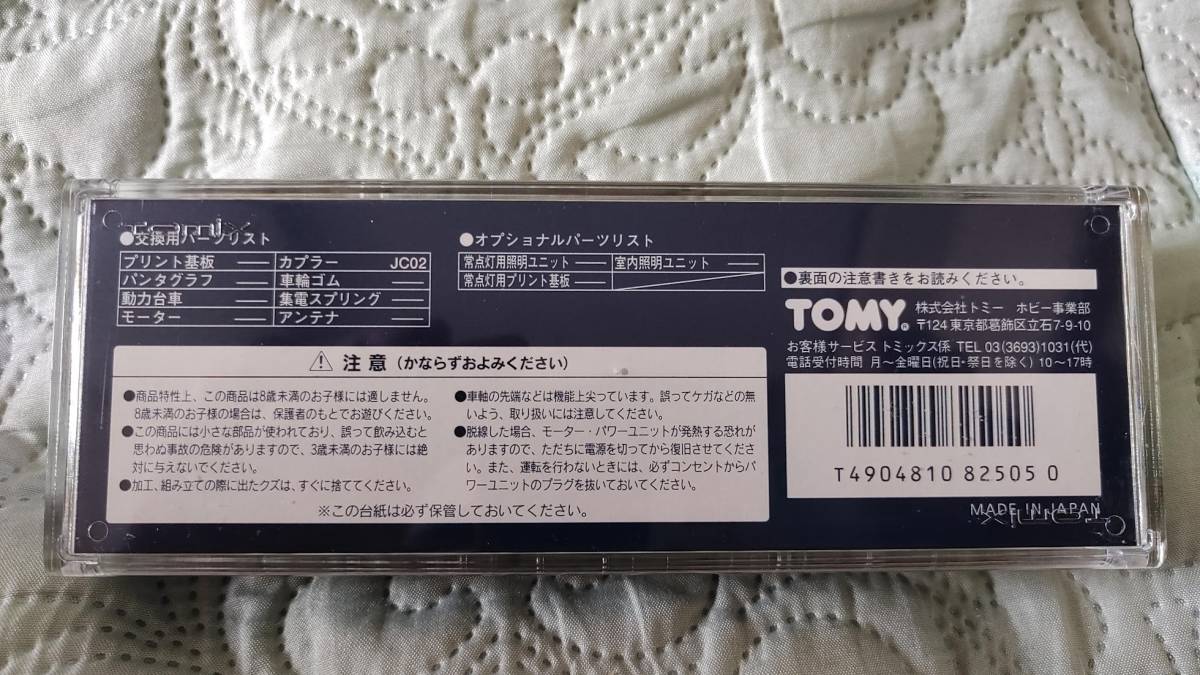 TOMIX
●交換用パーツリスト
プリント基板 —— カプラー JC02
パンタグラフ —— 車輪ゴム ——
動力台車 —— 集電スプリング ——
モーター —— アンテナ ——
●オプショナルパーツリスト
常点灯用照明ユニット —— 室内照明ユニット ——
常点灯用プリント基板 ——
⚠ 注意 (かならずおよみください)
●商品特性上、この商品は8歳未満のお子様には適しません。
8歳未満のお子様の場合は、保護者のもとでお遊びください。
●この商品には小さな部品が使われており、誤って飲み込むと
思わぬ事故の危険がありますので、3歳未満のお子様には絶
対に与えないでください。
●加工、組み立ての際に出たクズは、すぐに捨ててください。
●車軸の先端などは機能上尖っています。誤ってケガなどの無
いよう、取り扱いには注意してください。
●脱線した場合、モーター・パワーユニットが発熱する恐れが
ありますので、ただちに電源を切ってから復旧させてくださ
い。また、運転を行わないときには、必ずコンセントからパ
ワーユニットのプラグを抜いておいてください。
※この台紙は必ず保管しておいてください。
●裏面の注意書きをお読みください。
TOMY® 株式会社トミー ホビー事業部
〒124 東京都葛飾区立石7-9-10
お客様サービス トミックス係 TEL 03(3693)1031(代)
電話受付時間 月〜金曜日(祝日・祭日を除く) 10〜17時
T4904810 82505 0
MADE IN JAPAN
TOMIX